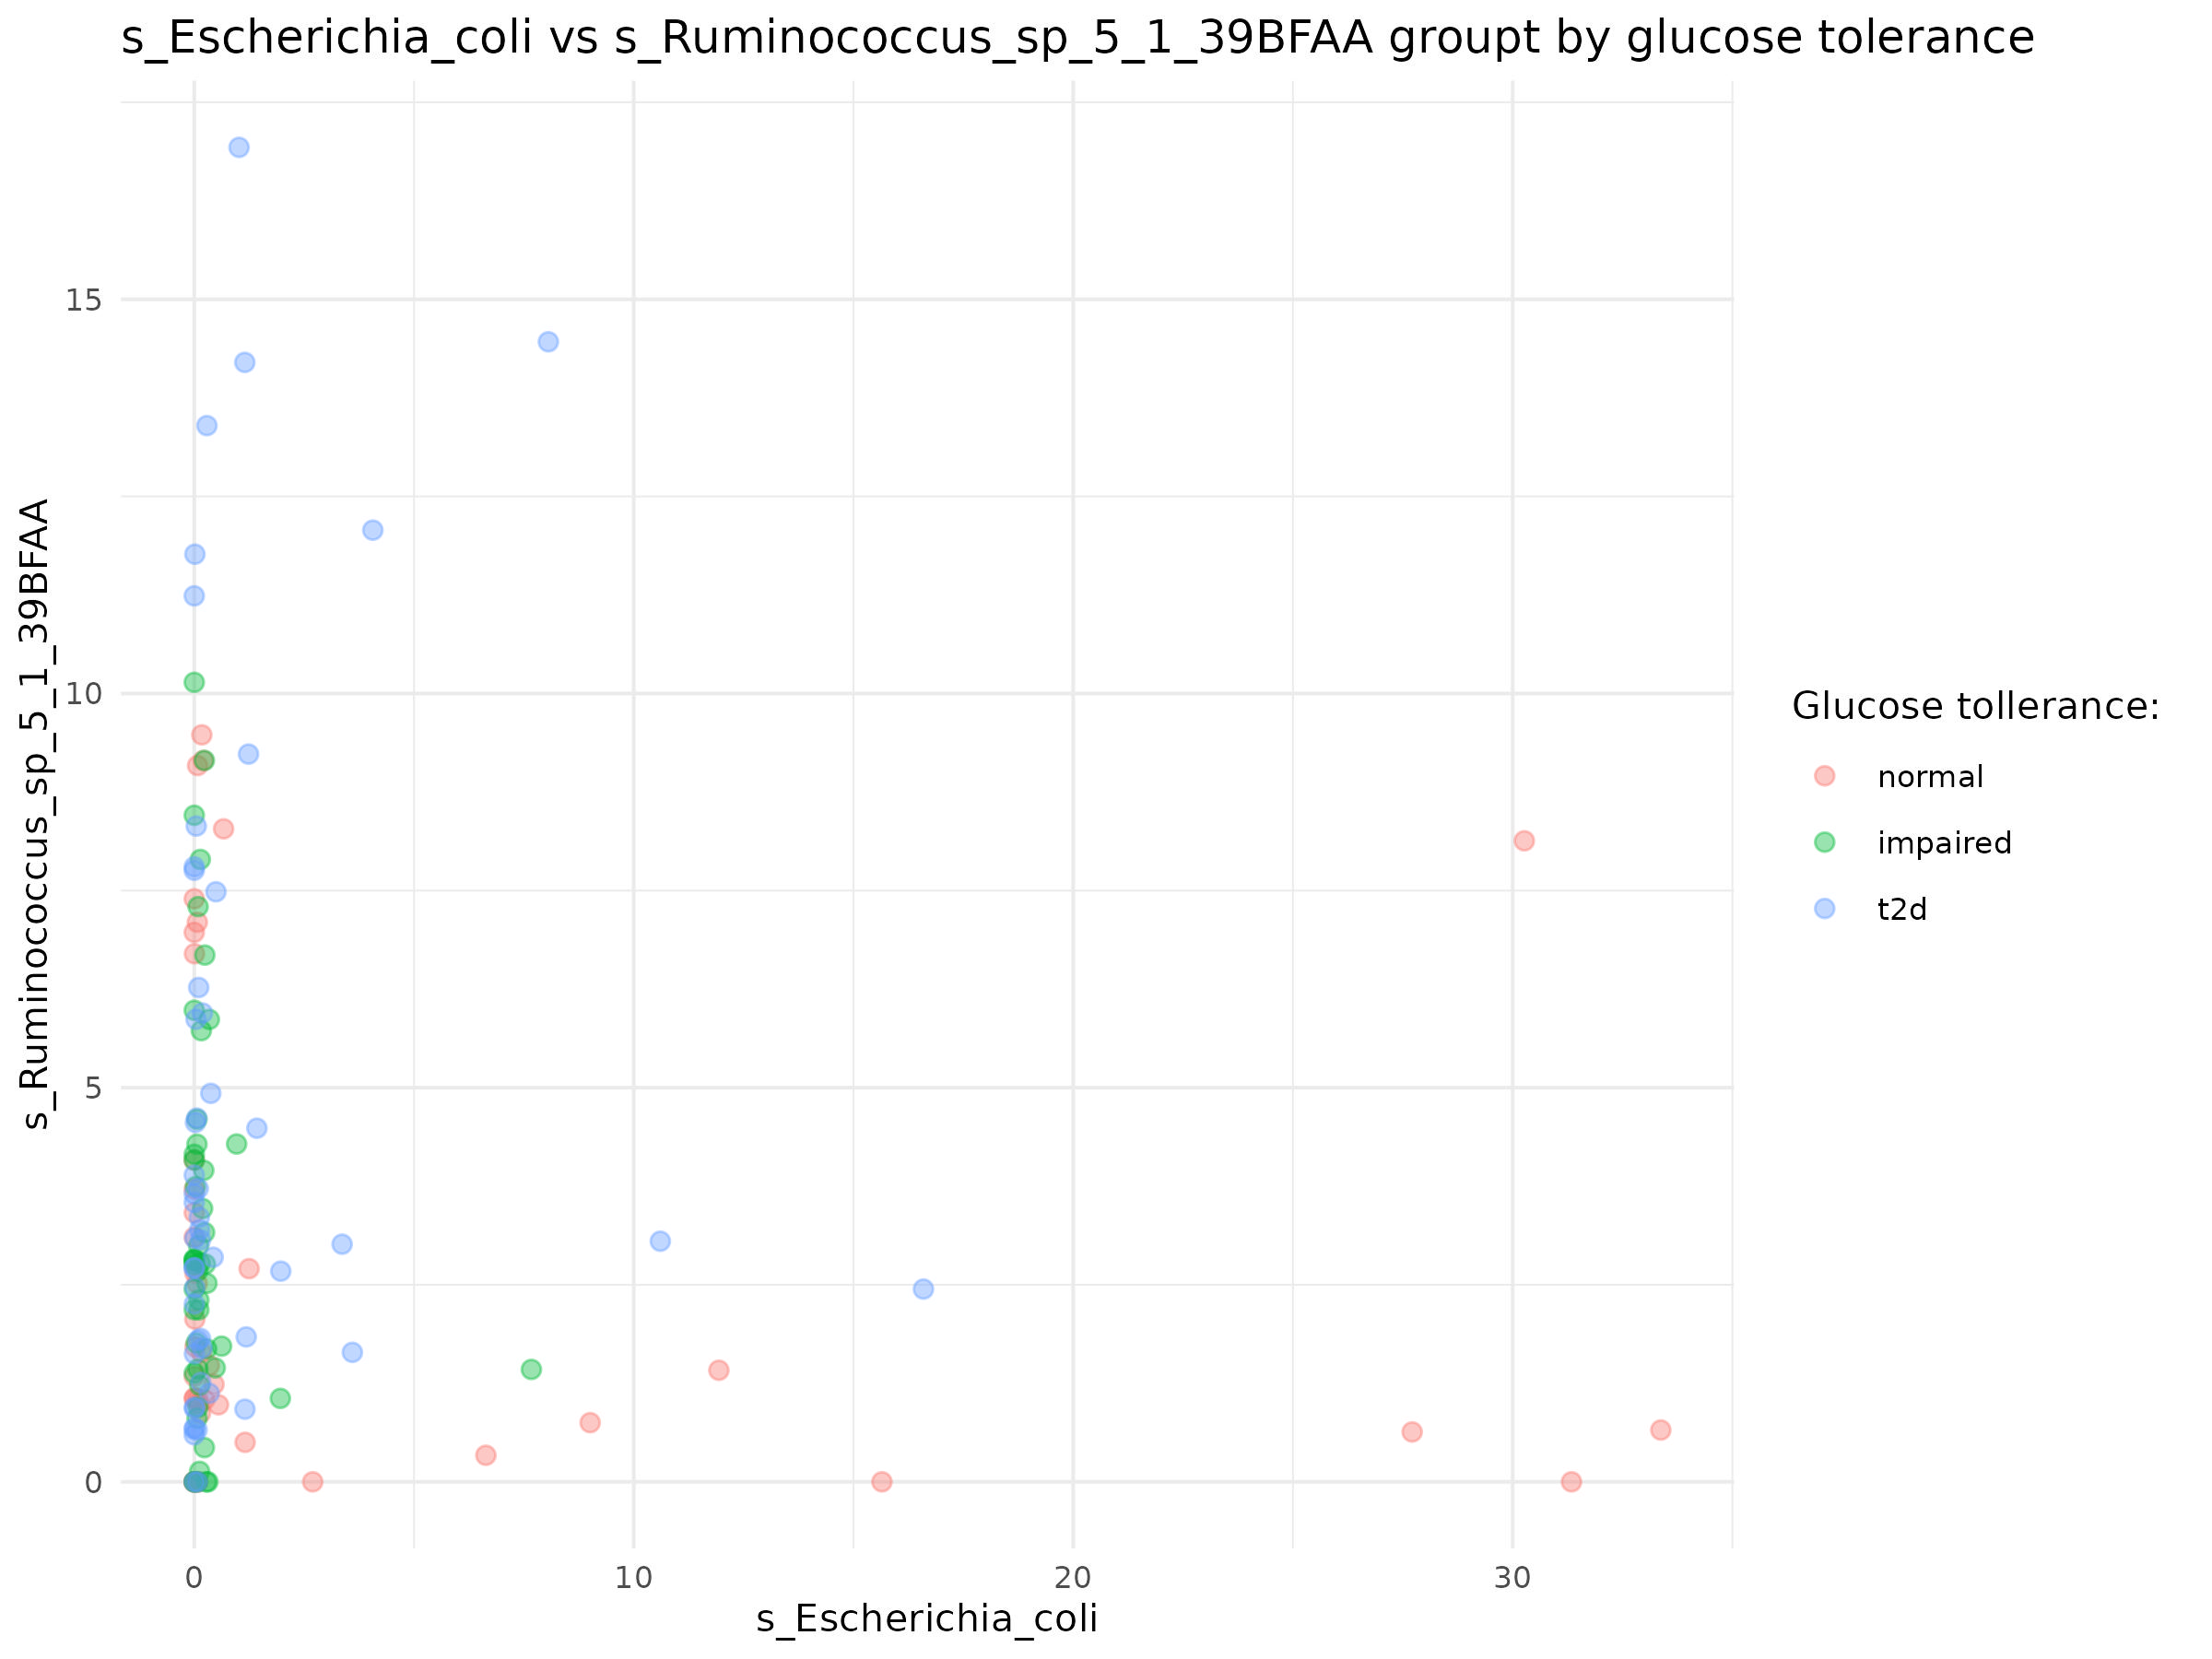 s_Escherichia_coli vs s_Ruminococcus_sp_5_1_39BFAA groupt by glucose tolerance
s_Ruminococcus_sp_5_1_39BFAA
15
10
5
0
0
10
20
30
s_Escherichia_coli
Glucose tollerance:
normal
impaired
t2d